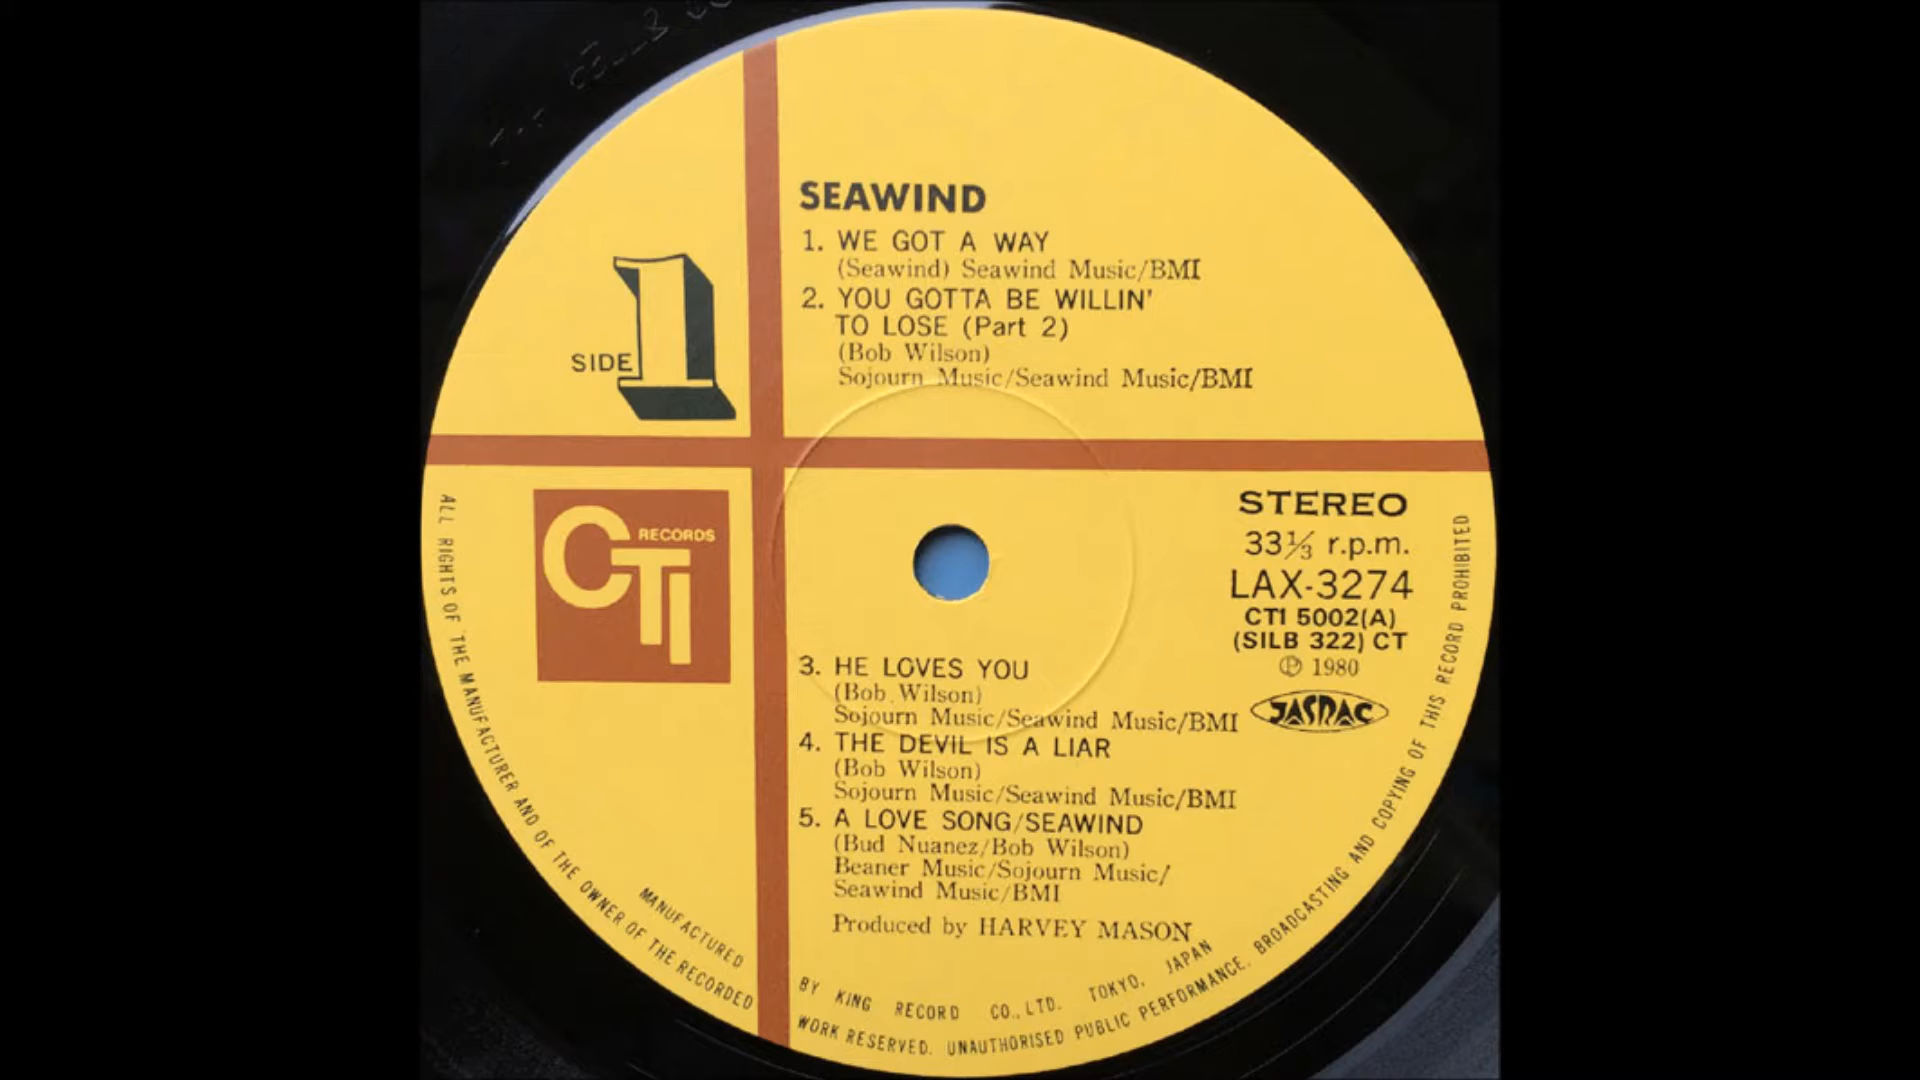 SEAWIND
1. WE GOT A WAY
(Seawind) Seawind Music/BMI
2. YOU GOTTA BE WILLIN'
TO LOSE (Part 2)
(Bob Wilson)
Sojourn Music/Seawind Music/BMI
SIDE 1
CTI RECORDS
STEREO
33⅓ r.p.m.
LAX-3274
CTI 5002(A)
(SILB 322) CT
℗ 1980
JASRAC
3. HE LOVES YOU
(Bob Wilson)
Sojourn Music/Seawind Music/BMI
4. THE DEVIL IS A LIAR
(Bob Wilson)
Sojourn Music/Seawind Music/BMI
5. A LOVE SONG/SEAWIND
(Bud Nuanez/Bob Wilson)
Beaner Music/Sojourn Music/
Seawind Music/BMI
Produced by HARVEY MASON
MANUFACTURED BY KING RECORD CO., LTD. TOKYO, JAPAN
ALL RIGHTS OF THE MANUFACTURER AND OF THE OWNER OF THE RECORDED WORK RESERVED. UNAUTHORISED PUBLIC PERFORMANCE, BROADCASTING AND COPYING OF THIS RECORD PROHIBITED